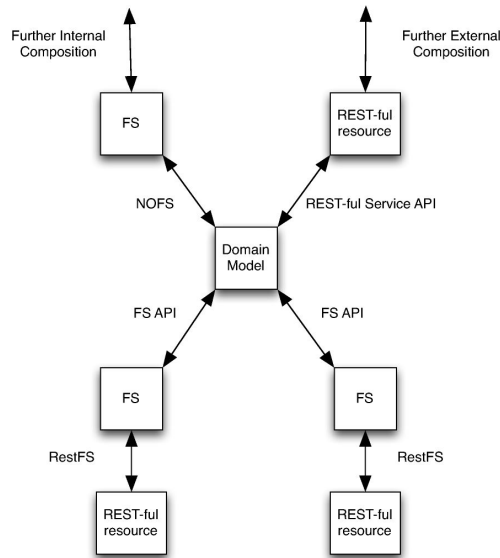 Further Internal
Composition
Further External
Composition
FS
REST-ful
resource
NOFS
REST-ful Service API
Domain
Model
FS API
FS API
FS
FS
RestFS
RestFS
REST-ful
resource
REST-ful
resource